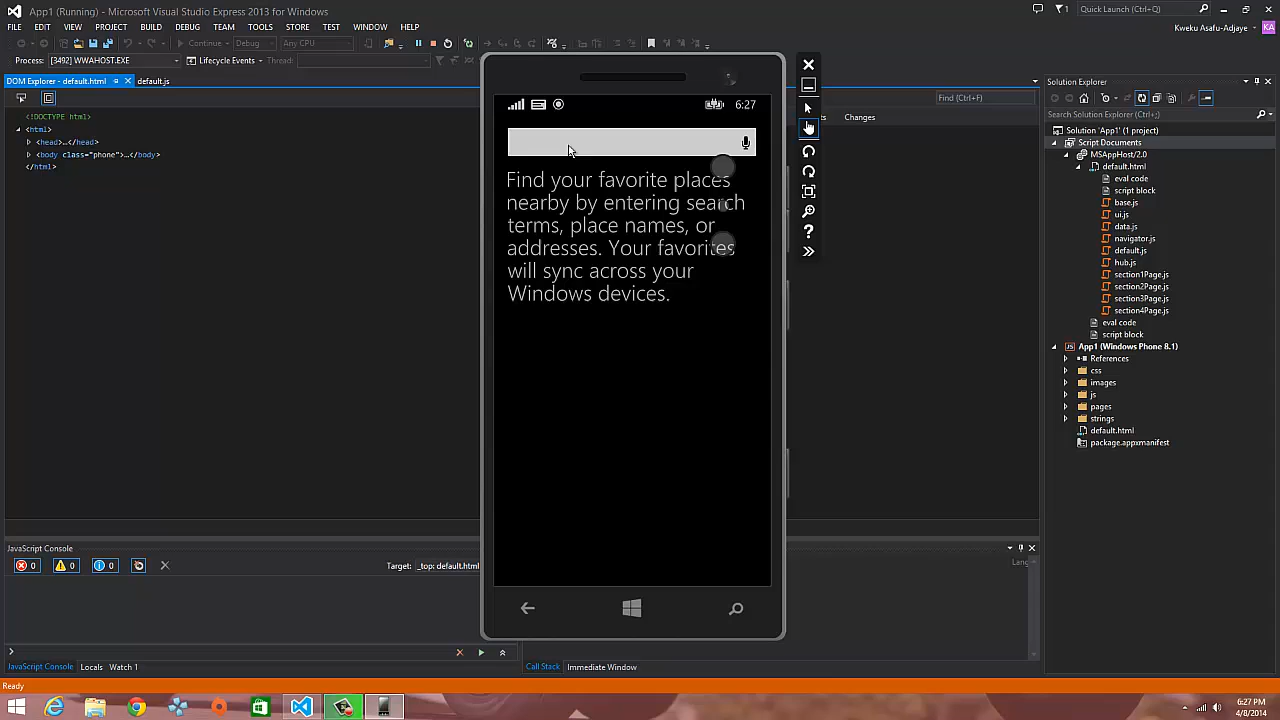 App1 (Running) - Microsoft Visual Studio Express 2013 for Windows
Quick Launch (Ctrl+Q)
FILE EDIT VIEW PROJECT BUILD DEBUG TEAM TOOLS STORE TEST WINDOW HELP
Kweku Asafu-Adjaye KA
Continue Debug Any CPU
Process: [3492] WWAHOST.EXE Lifecycle Events Thread:
DOM Explorer - default.html default.js
Solution Explorer
Find (Ctrl+F)
Changes
Search Solution Explorer (Ctrl+;)
<!DOCTYPE html>
<html>
<head>...</head>
<body class="phone">...</body>
</html>
6:27
Find your favorite places
nearby by entering search
terms, place names, or
addresses. Your favorites
will sync across your
Windows devices.
Solution 'App1' (1 project)
Script Documents
MSAppHost/2.0
default.html
eval code
script block
base.js
ui.js
data.js
navigator.js
default.js
hub.js
section1Page.js
section2Page.js
section3Page.js
section4Page.js
eval code
script block
App1 (Windows Phone 8.1)
References
css
images
js
pages
strings
default.html
package.appxmanifest
JavaScript Console
0 0 0
Target: _top: default.html
Lang
JavaScript Console Locals Watch 1
Call Stack Immediate Window
Ready
6:27 PM
4/8/2014